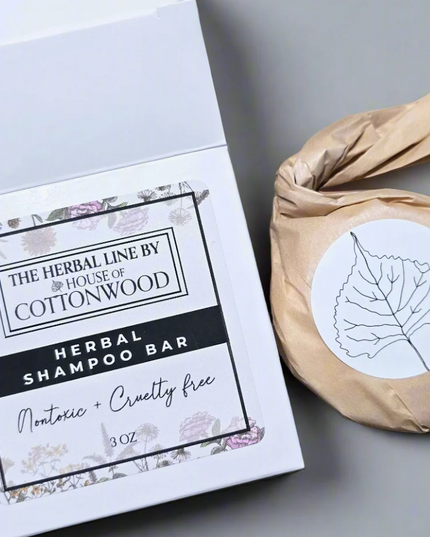 THE HERBAL LINE BY
HOUSE OF
COTTONWOOD
HERBAL
SHAMPOO BAR
Nontoxic + Cruelty free
3 OZ